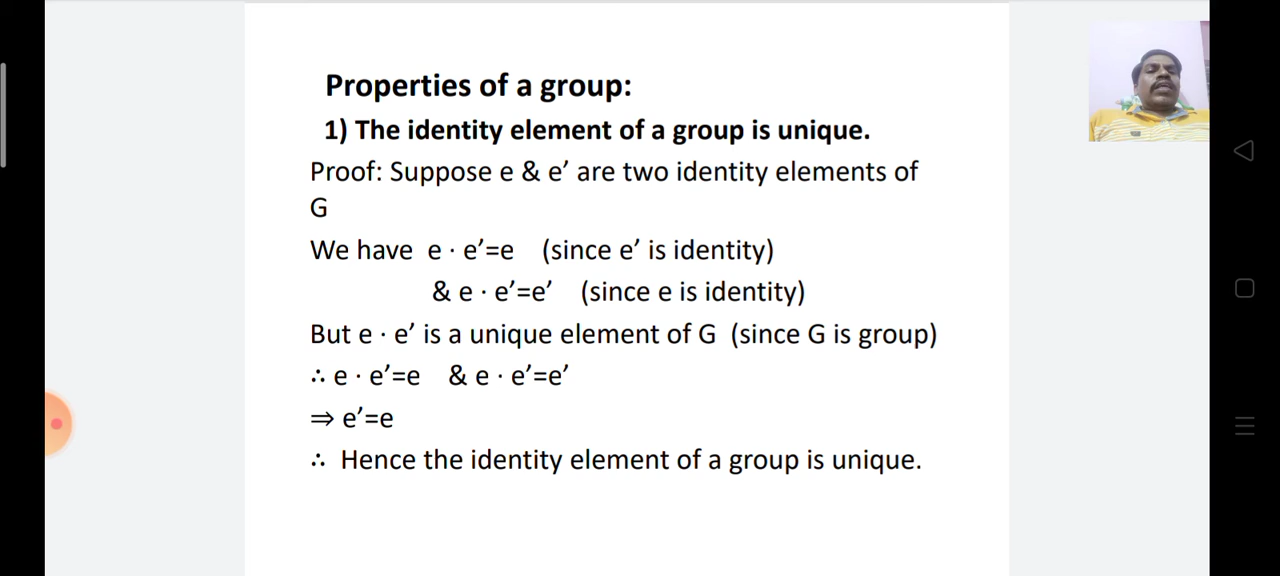 Properties of a group:
1) The identity element of a group is unique.
Proof: Suppose e & e’ are two identity elements of
G
We have e · e’=e (since e’ is identity)
& e · e’=e’ (since e is identity)
But e · e’ is a unique element of G (since G is group)
∴ e · e’=e & e · e’=e’
⇒ e’=e
∴ Hence the identity element of a group is unique.